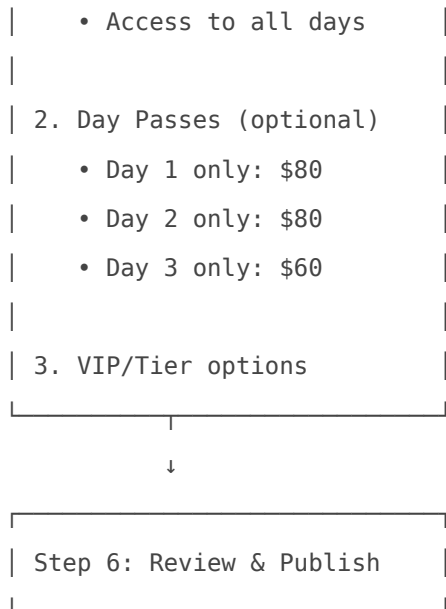 • Access to all days
2. Day Passes (optional)
• Day 1 only: $80
• Day 2 only: $80
• Day 3 only: $60
3. VIP/Tier options
↓
Step 6: Review & Publish